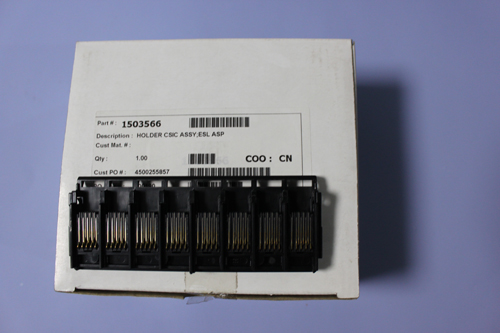 Part # : 1503566
Description : HOLDER CSIC ASSY;ESL ASP
Cust Mat. # :
Qty : 1.00
COO : CN
Cust PO # : 4500255857